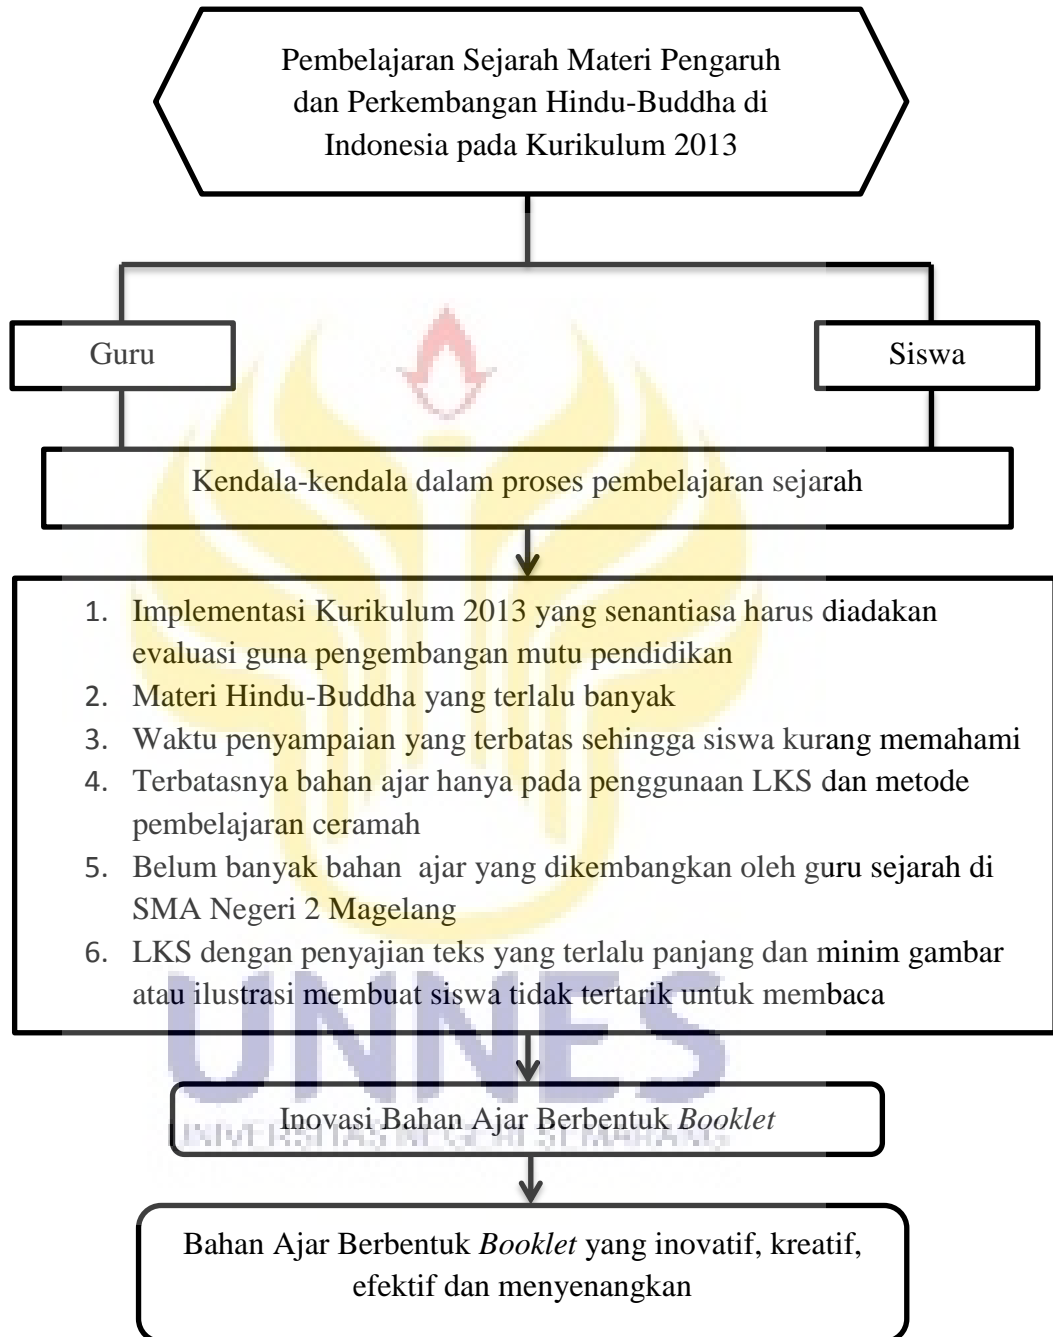 Pembelajaran Sejarah Materi Pengaruh
dan Perkembangan Hindu-Buddha di
Indonesia pada Kurikulum 2013
Guru
Siswa
Kendala-kendala dalam proses pembelajaran sejarah
1. Implementasi Kurikulum 2013 yang senantiasa harus diadakan
evaluasi guna pengembangan mutu pendidikan
2. Materi Hindu-Buddha yang terlalu banyak
3. Waktu penyampaian yang terbatas sehingga siswa kurang memahami
4. Terbatasnya bahan ajar hanya pada penggunaan LKS dan metode
pembelajaran ceramah
5. Belum banyak bahan ajar yang dikembangkan oleh guru sejarah di
SMA Negeri 2 Magelang
6. LKS dengan penyajian teks yang terlalu panjang dan minim gambar
atau ilustrasi membuat siswa tidak tertarik untuk membaca
UNNES
Inovasi Bahan Ajar Berbentuk Booklet
UNIVERSITAS NEGERI SEMARANG
Bahan Ajar Berbentuk Booklet yang inovatif, kreatif,
efektif dan menyenangkan